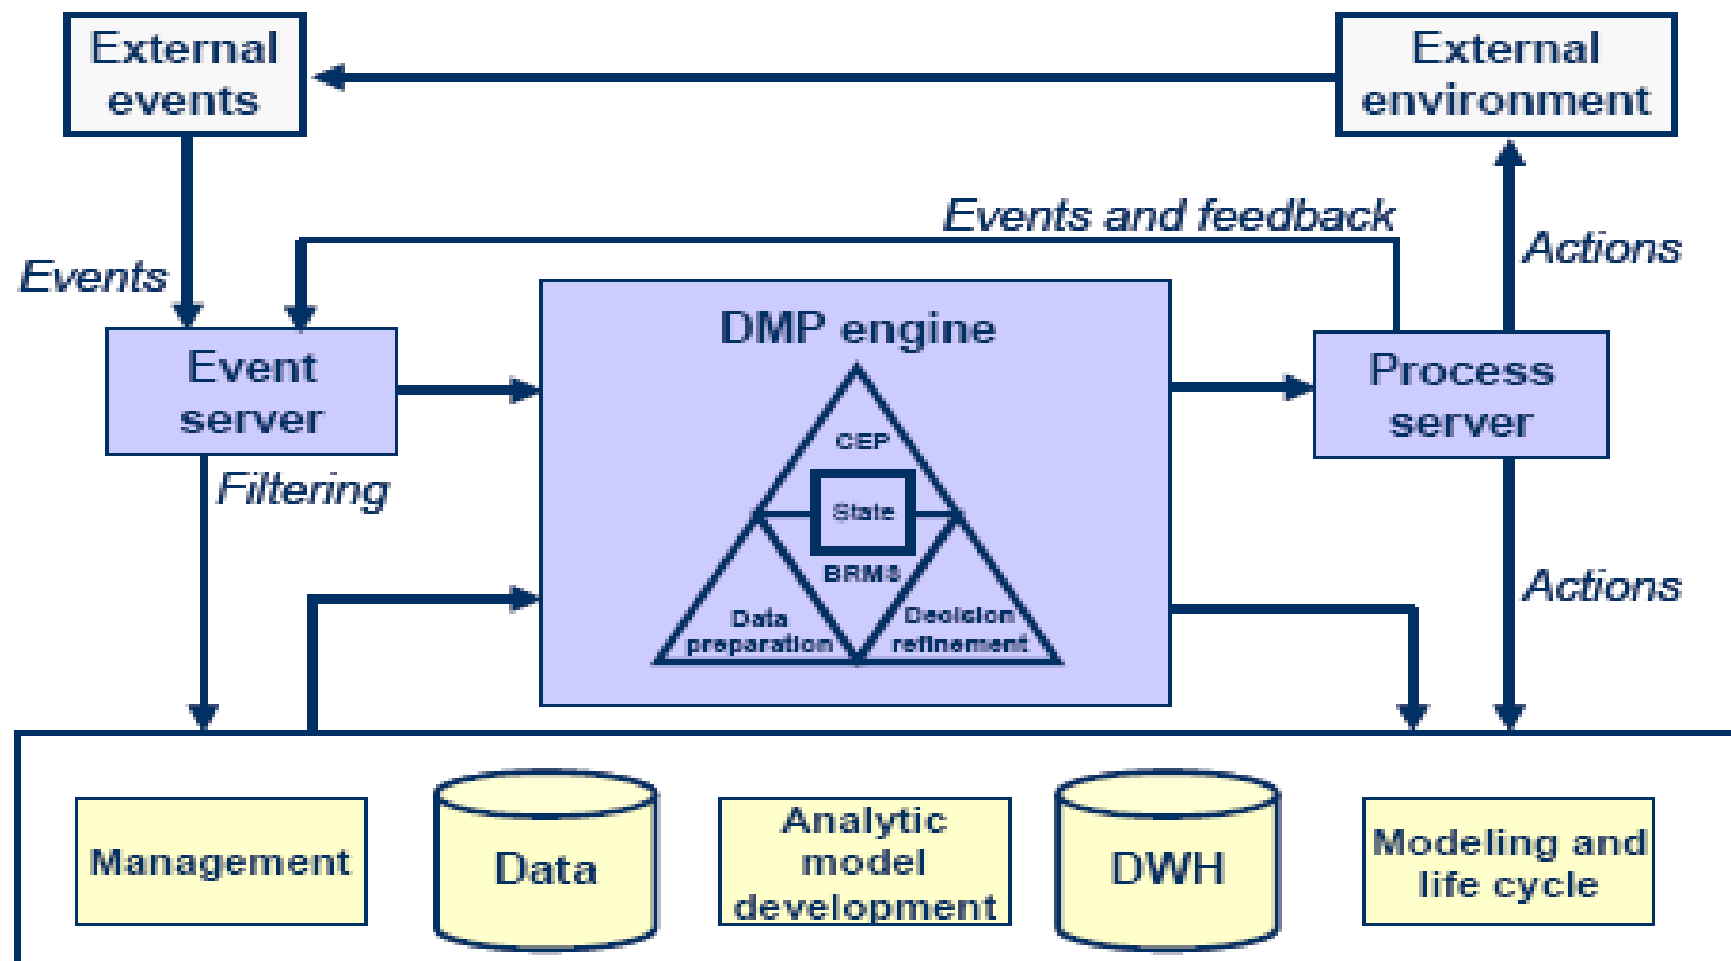 External
events
External
environment
Events and feedback
Actions
Events
DMP engine
Event
server
Process
server
CEP
State
Filtering
BRMS
Actions
Data
preparation
Decision
refinement
Management
Data
Analytic
model
development
DWH
Modeling and
life cycle